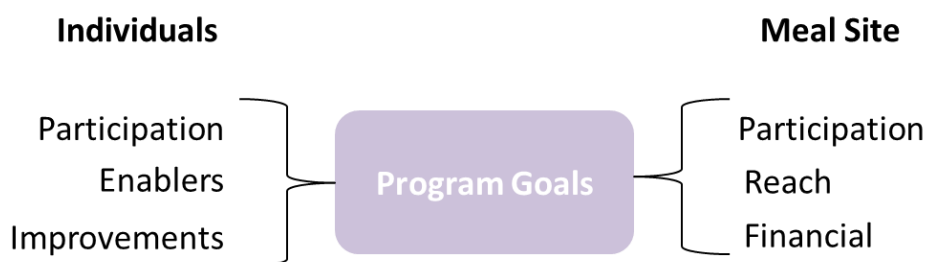 Individuals
Meal Site
Participation
Enablers
Improvements
Program Goals
Participation
Reach
Financial